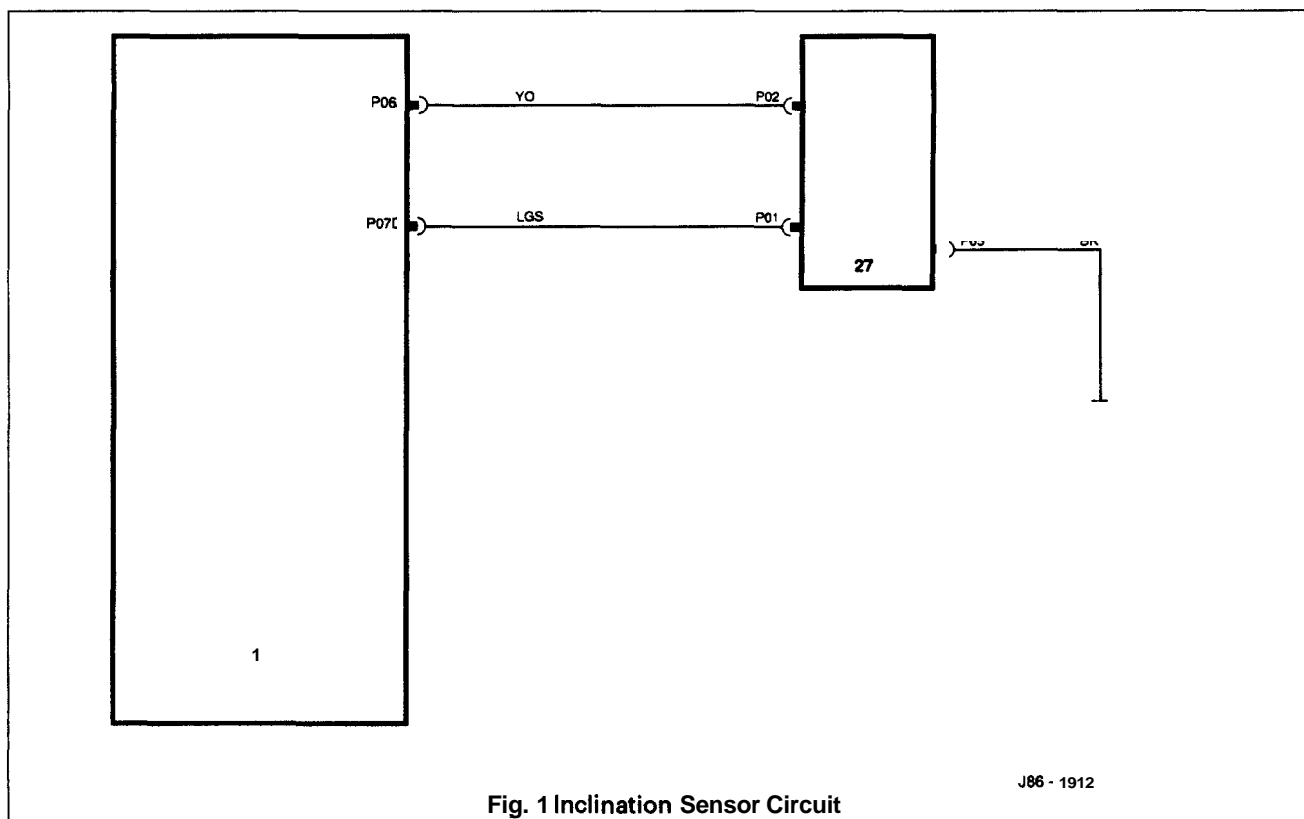 P06 YO P02
P07 LGS P01
27
1
J86 - 1912
Fig. 1 Inclination Sensor Circuit